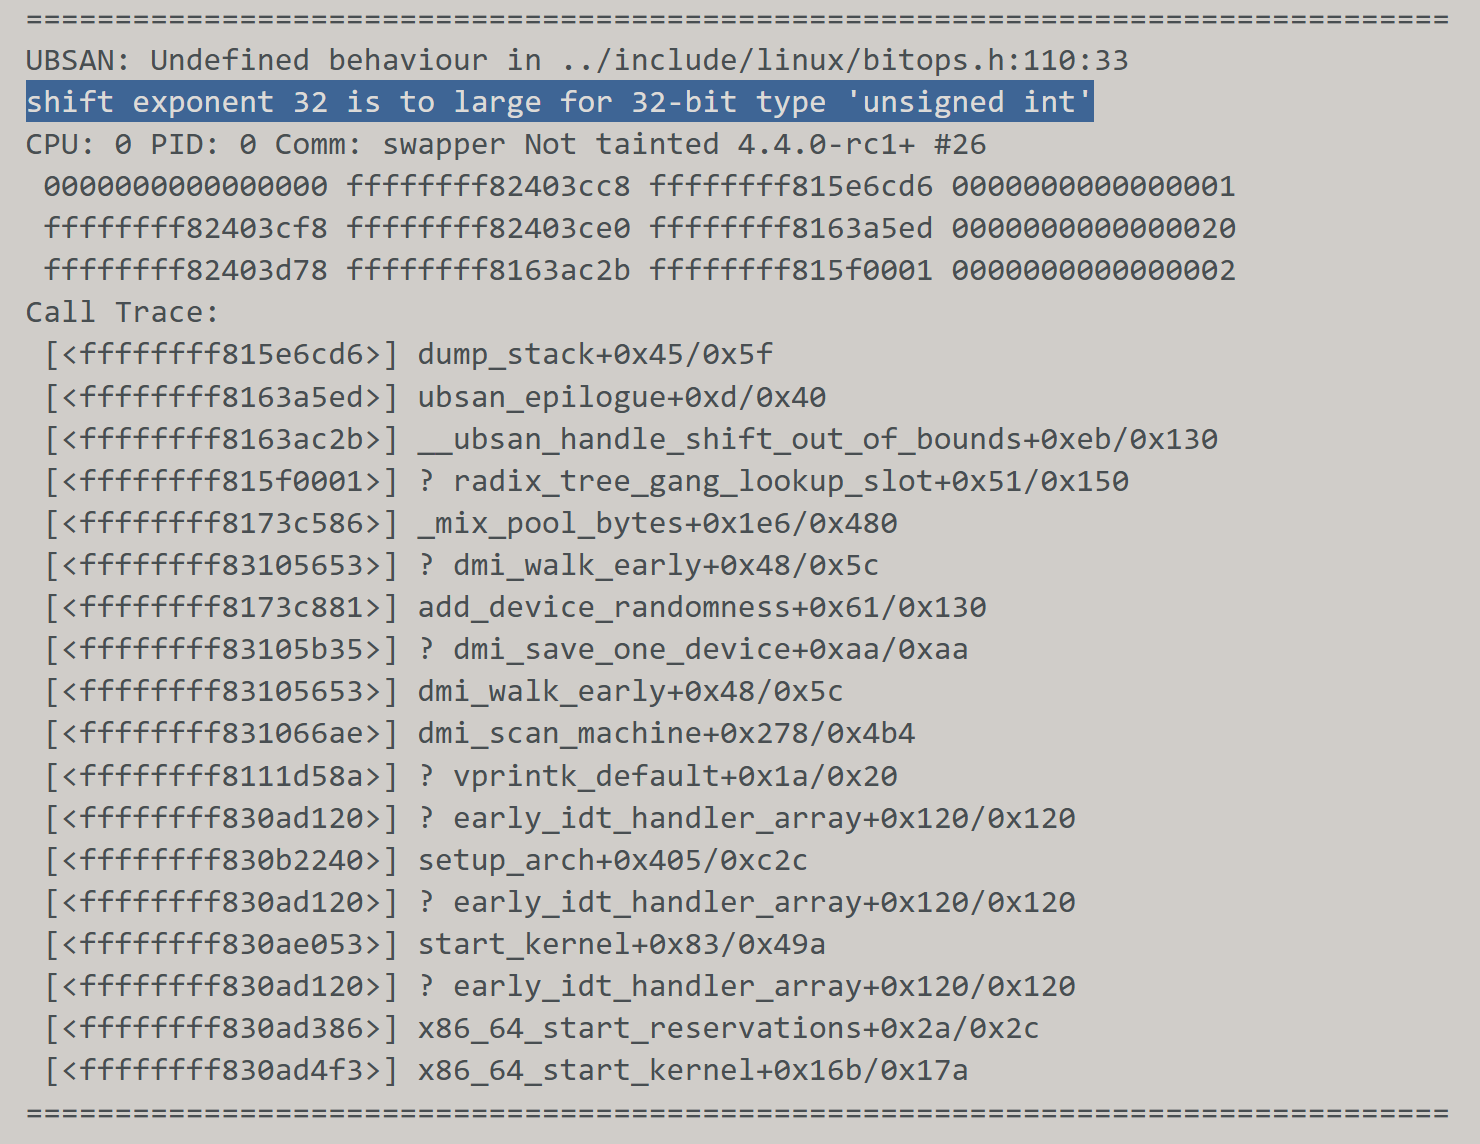 ================================================================================
UBSAN: Undefined behaviour in ../include/linux/bitops.h:110:33
shift exponent 32 is to large for 32-bit type 'unsigned int'
CPU: 0 PID: 0 Comm: swapper Not tainted 4.4.0-rc1+ #26
 0000000000000000 ffffffff82403cc8 ffffffff815e6cd6 0000000000000001
 ffffffff82403cf8 ffffffff82403ce0 ffffffff8163a5ed 0000000000000020
 ffffffff82403d78 ffffffff8163ac2b ffffffff815f0001 0000000000000002
Call Trace:
 [<ffffffff815e6cd6>] dump_stack+0x45/0x5f
 [<ffffffff8163a5ed>] ubsan_epilogue+0xd/0x40
 [<ffffffff8163ac2b>] __ubsan_handle_shift_out_of_bounds+0xeb/0x130
 [<ffffffff815f0001>] ? radix_tree_gang_lookup_slot+0x51/0x150
 [<ffffffff8173c586>] _mix_pool_bytes+0x1e6/0x480
 [<ffffffff83105653>] ? dmi_walk_early+0x48/0x5c
 [<ffffffff8173c881>] add_device_randomness+0x61/0x130
 [<ffffffff83105b35>] ? dmi_save_one_device+0xaa/0xaa
 [<ffffffff83105653>] dmi_walk_early+0x48/0x5c
 [<ffffffff831066ae>] dmi_scan_machine+0x278/0x4b4
 [<ffffffff8111d58a>] ? vprintk_default+0x1a/0x20
 [<ffffffff830ad120>] ? early_idt_handler_array+0x120/0x120
 [<ffffffff830b2240>] setup_arch+0x405/0xc2c
 [<ffffffff830ad120>] ? early_idt_handler_array+0x120/0x120
 [<ffffffff830ae053>] start_kernel+0x83/0x49a
 [<ffffffff830ad120>] ? early_idt_handler_array+0x120/0x120
 [<ffffffff830ad386>] x86_64_start_reservations+0x2a/0x2c
 [<ffffffff830ad4f3>] x86_64_start_kernel+0x16b/0x17a
================================================================================